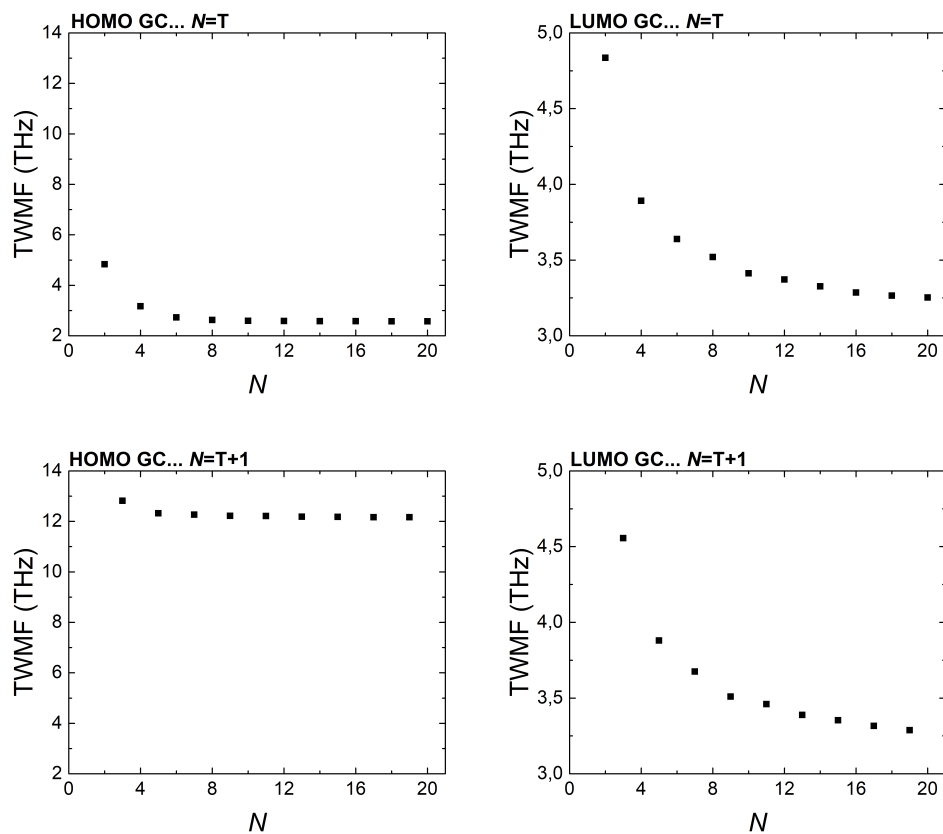 HOMO GC... N=T
14
12
10
8
6
4
2
TWMF (THz)
0 4 8 12 16 20
N
LUMO GC... N=T
5,0
4,5
4,0
3,5
3,0
TWMF (THz)
0 4 8 12 16 20
N
HOMO GC... N=T+1
14
12
10
8
6
4
2
TWMF (THz)
0 4 8 12 16 20
N
LUMO GC... N=T+1
5,0
4,5
4,0
3,5
3,0
TWMF (THz)
0 4 8 12 16 20
N